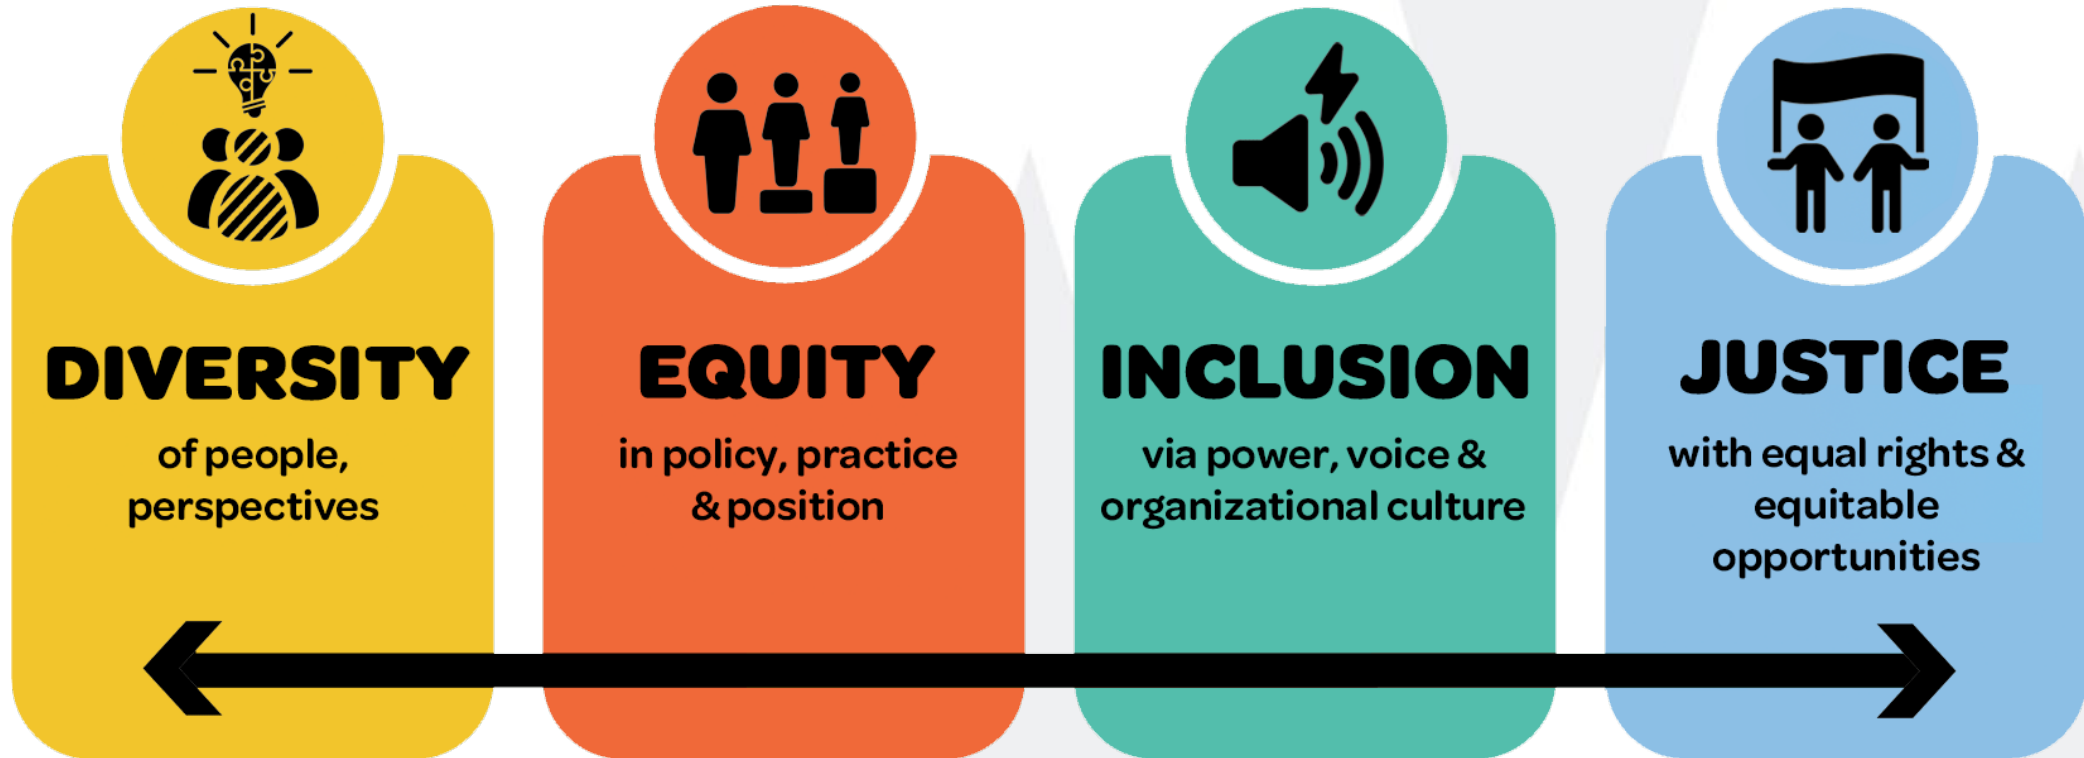 DIVERSITY
of people,
perspectives
EQUITY
in policy, practice
& position
INCLUSION
via power, voice &
organizational culture
JUSTICE
with equal rights &
equitable
opportunities